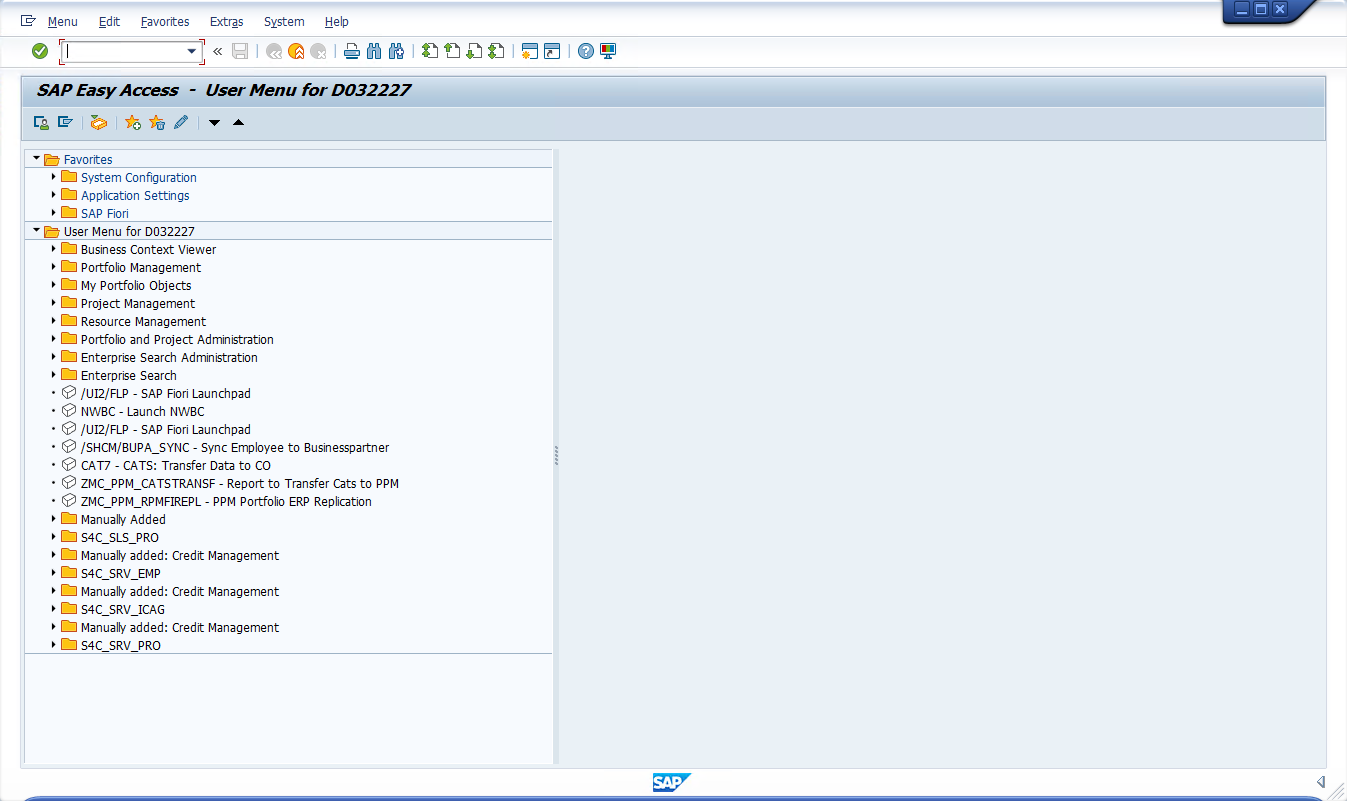 Menu Edit Favorites Extras System Help
SAP Easy Access - User Menu for D032227
Favorites
System Configuration
Application Settings
SAP Fiori
User Menu for D032227
Business Context Viewer
Portfolio Management
My Portfolio Objects
Project Management
Resource Management
Portfolio and Project Administration
Enterprise Search Administration
Enterprise Search
/UI2/FLP - SAP Fiori Launchpad
NWBC - Launch NWBC
/UI2/FLP - SAP Fiori Launchpad
/SHCM/BUPA_SYNC - Sync Employee to Businesspartner
CAT7 - CATS: Transfer Data to CO
ZMC_PPM_CATSTRANSF - Report to Transfer Cats to PPM
ZMC_PPM_RPMFIREPL - PPM Portfolio ERP Replication
Manually Added
S4C_SLS_PRO
Manually added: Credit Management
S4C_SRV_EMP
Manually added: Credit Management
S4C_SRV_ICAG
Manually added: Credit Management
S4C_SRV_PRO
SAP